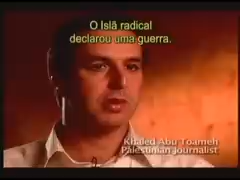 O Islã radical
declarou uma guerra.
Khaled Abu Toameh
Palestinian Journalist